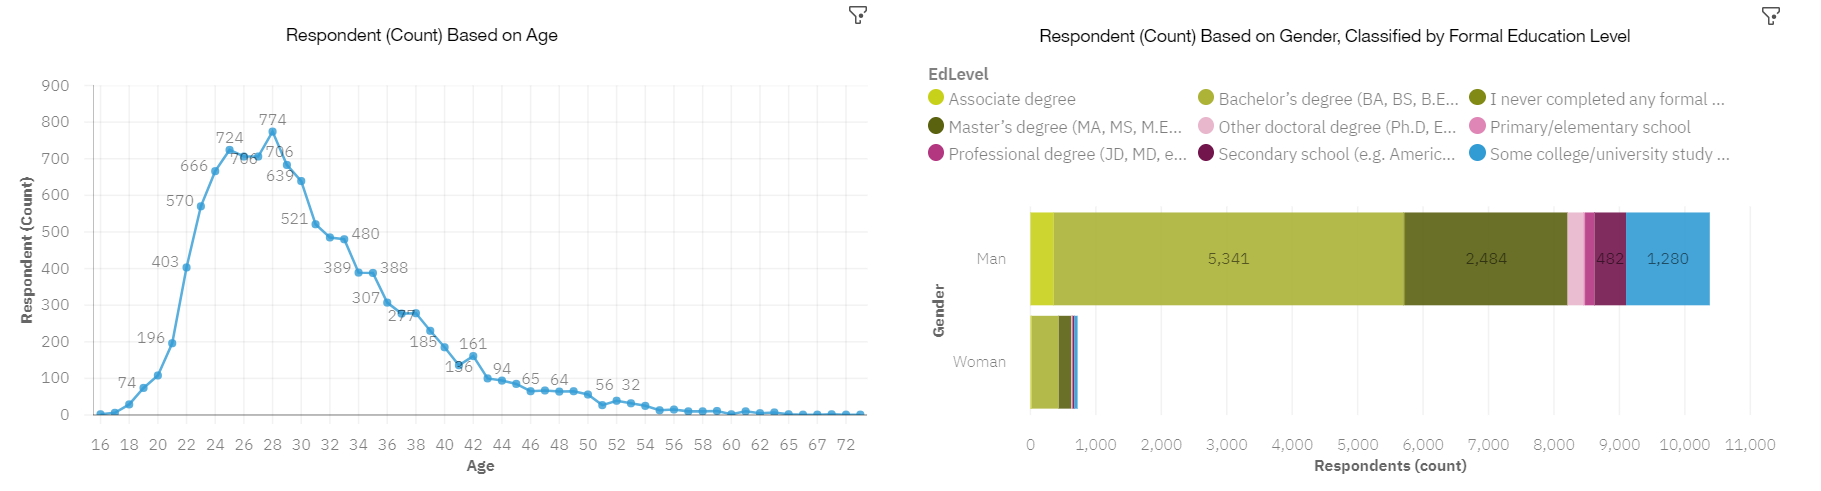 Respondent (Count) Based on Age
Respondent (Count)
900
800
700
600
500
400
300
200
100
0
74
196
403
570
666
724
706
774
706
639
521
480
389
388
307
277
185
136
161
94
65
64
56
32
16 18 20 22 24 26 28 30 32 34 36 38 40 42 44 46 48 50 52 54 56 58 60 62 65 67 72
Age
Respondent (Count) Based on Gender, Classified by Formal Education Level
EdLevel
Associate degree
Bachelor's degree (BA, BS, B.E...
I never completed any formal ...
Master's degree (MA, MS, M.E...
Other doctoral degree (Ph.D, E...
Primary/elementary school
Professional degree (JD, MD, e...
Secondary school (e.g. Americ...
Some college/university study ...
Gender
Man
5,341
2,484
482
1,280
Woman
0 1,000 2,000 3,000 4,000 5,000 6,000 7,000 8,000 9,000 10,000 11,000
Respondents (count)